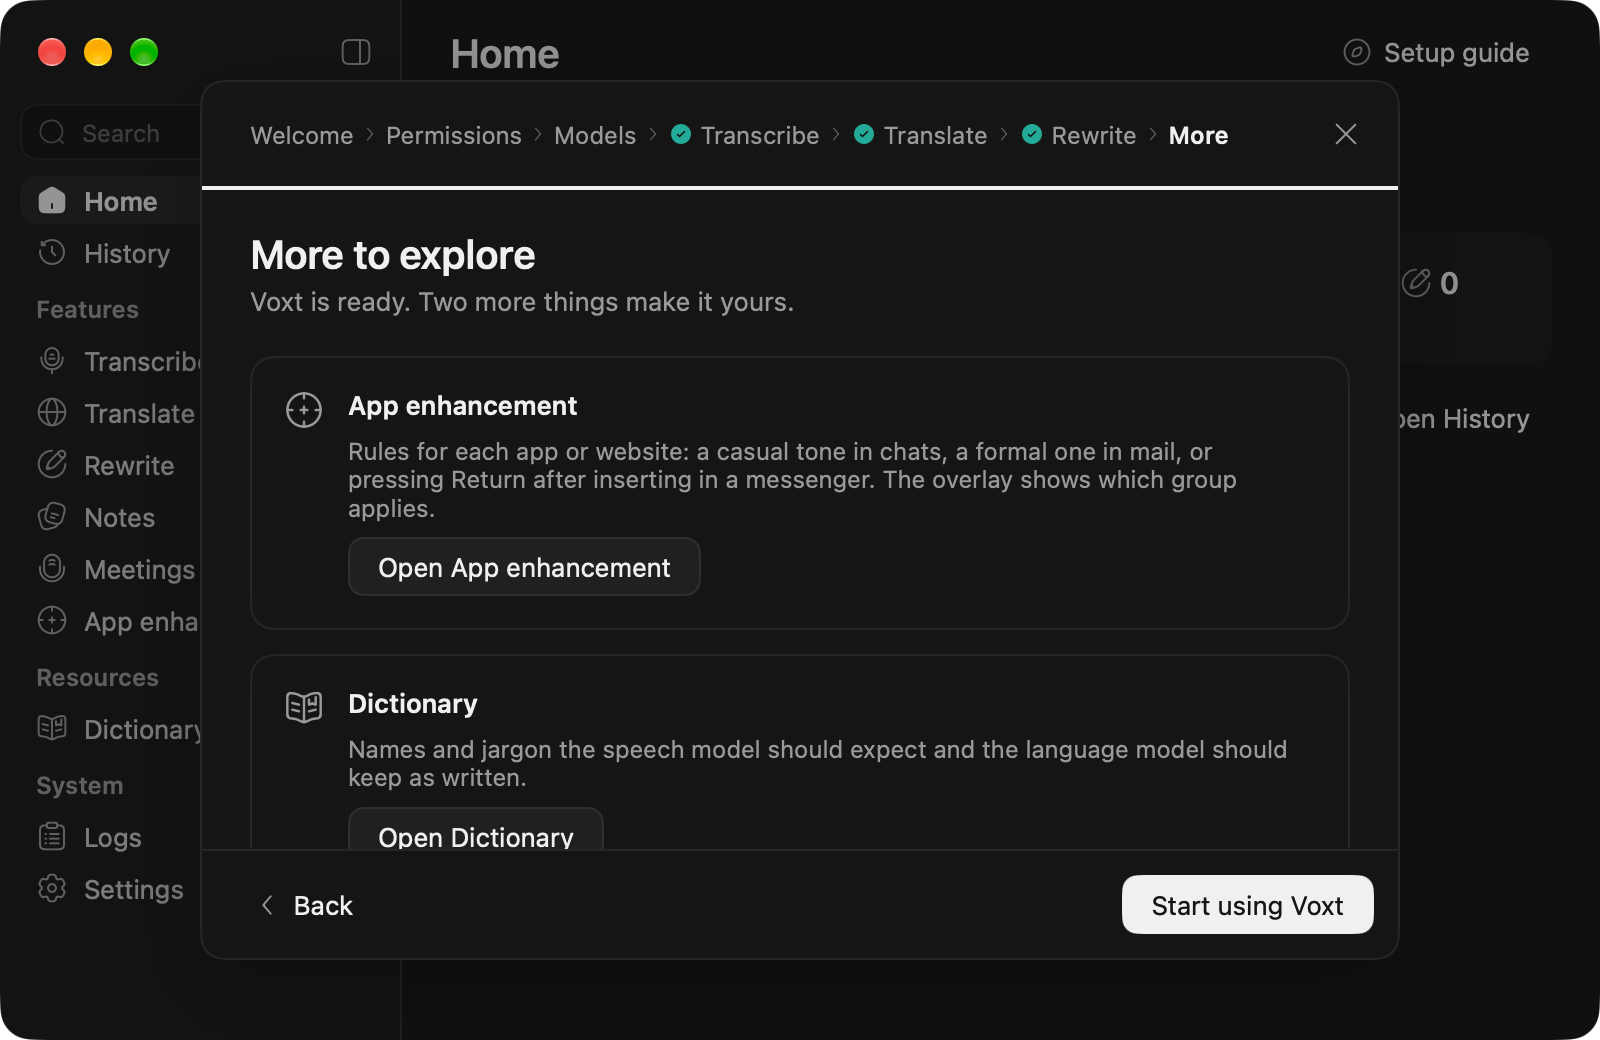 Home
Setup guide
Search
Home
History
Features
Transcribe
Translate
Rewrite
Notes
Meetings
App enha
Resources
Dictionary
System
Logs
Settings
0
pen History
Welcome > Permissions > Models > Transcribe > Translate > Rewrite > More
More to explore
Voxt is ready. Two more things make it yours.
App enhancement
Rules for each app or website: a casual tone in chats, a formal one in mail, or
pressing Return after inserting in a messenger. The overlay shows which group
applies.
Open App enhancement
Dictionary
Names and jargon the speech model should expect and the language model should
keep as written.
Open Dictionary
Back
Start using Voxt